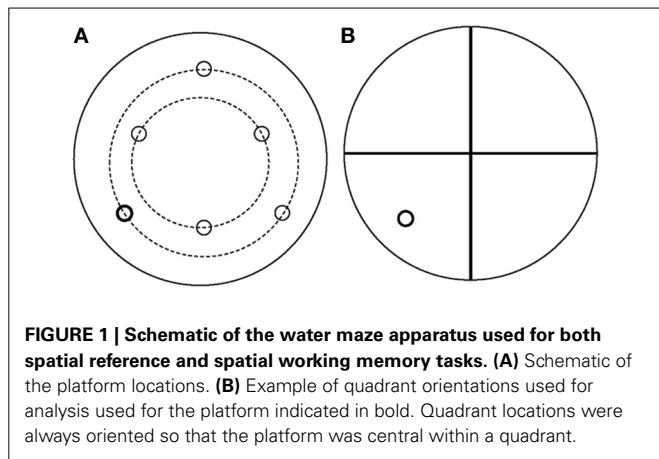 A
B
FIGURE 1 | Schematic of the water maze apparatus used for both
spatial reference and spatial working memory tasks. (A) Schematic of
the platform locations. (B) Example of quadrant orientations used for
analysis used for the platform indicated in bold. Quadrant locations were
always oriented so that the platform was central within a quadrant.